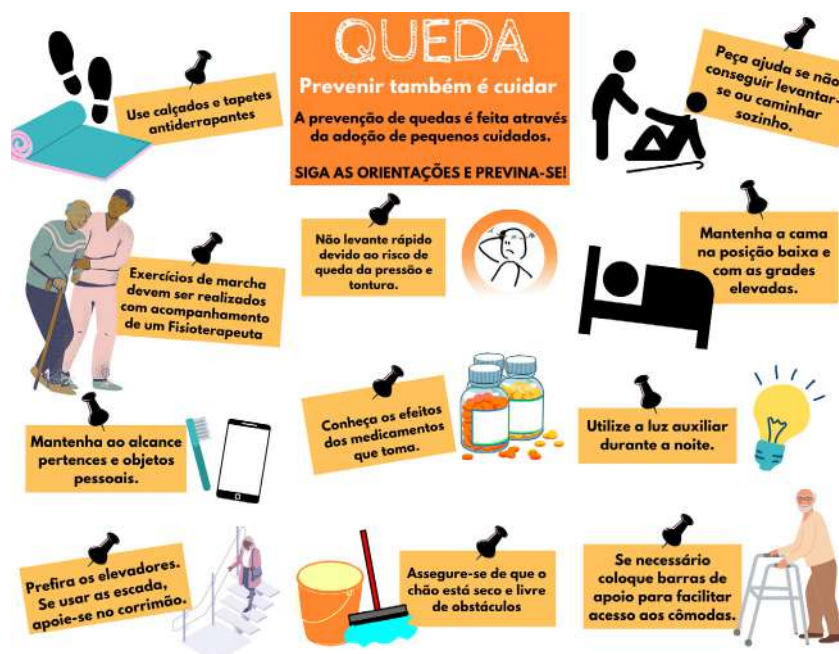 QUEDA
Prevenir também é cuidar
A prevenção de quedas é feita através
da adoção de pequenos cuidados.
SIGA AS ORIENTAÇÕES E PREVINA-SE!
Use calçados e tapetes
antiderrapantes
Peça ajuda se não
conseguir levantar-
se ou caminhar
sozinho.
Exercícios de marcha
devem ser realizados
com acompanhamento
de um Fisioterapeuta
Não levante rápido
devido ao risco de
queda da pressão e
tontura.
Mantenha a cama
na posição baixa e
com as grades
elevadas.
Mantenha ao alcance
pertences e objetos
pessoais.
Conheça os efeitos
dos medicamentos
que toma.
Utilize a luz auxiliar
durante a noite.
Prefira os elevadores.
Se usar as escada,
apoie-se no corrimão.
Assegure-se de que o
chão está seco e livre
de obstáculos
Se necessário
coloque barras de
apoio para facilitar
acesso aos cômodas.